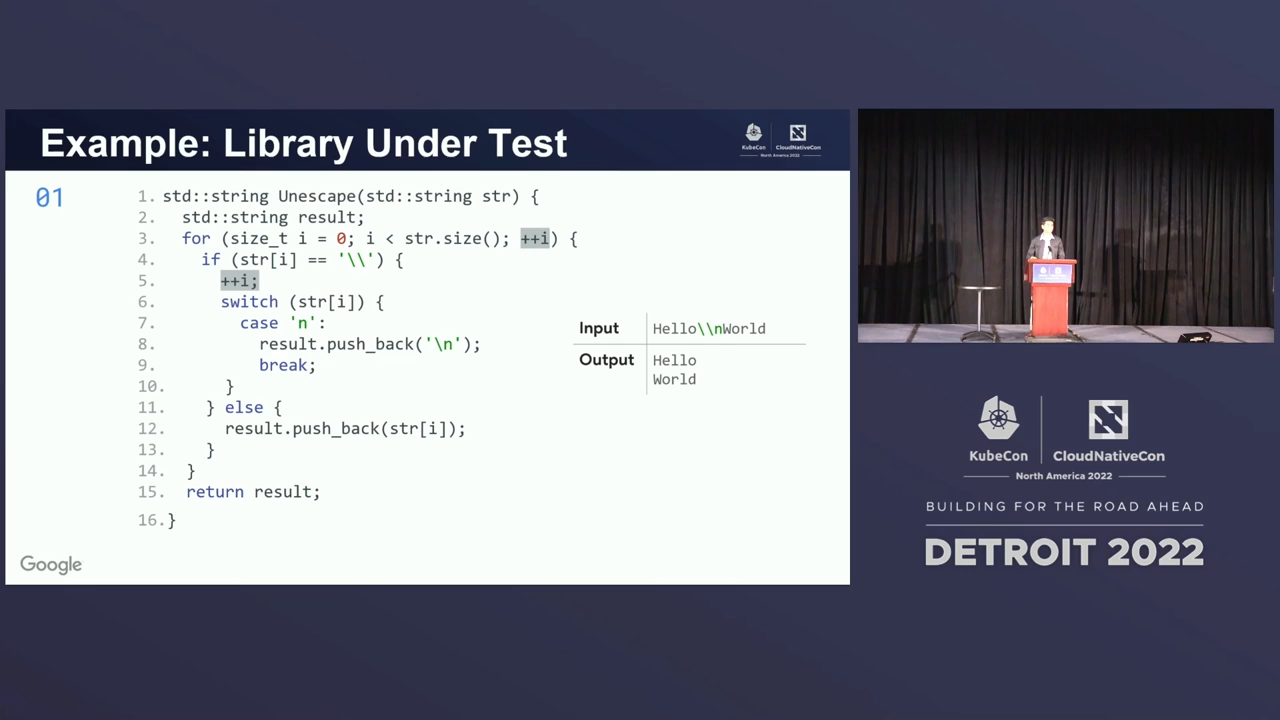 Example: Library Under Test
KubeCon
CloudNativeCon
North America 2022
01
1. std::string Unescape(std::string str) {
2. std::string result;
3. for (size_t i = 0; i < str.size(); ++i) {
4. if (str[i] == '\\') {
5. ++i;
6. switch (str[i]) {
7. case 'n':
8. result.push_back('\n');
9. break;
10. }
11. } else {
12. result.push_back(str[i]);
13. }
14. }
15. return result;
16. }
Input Hello\\nWorld
Output Hello
World
Google
KubeCon
CloudNativeCon
North America 2022
BUILDING FOR THE ROAD AHEAD
DETROIT 2022